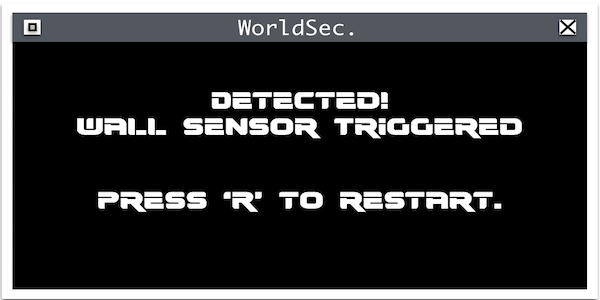 WorldSec.
DETECTED!
WALL SENSOR TRIGGERED
PRESS 'R' TO RESTART.